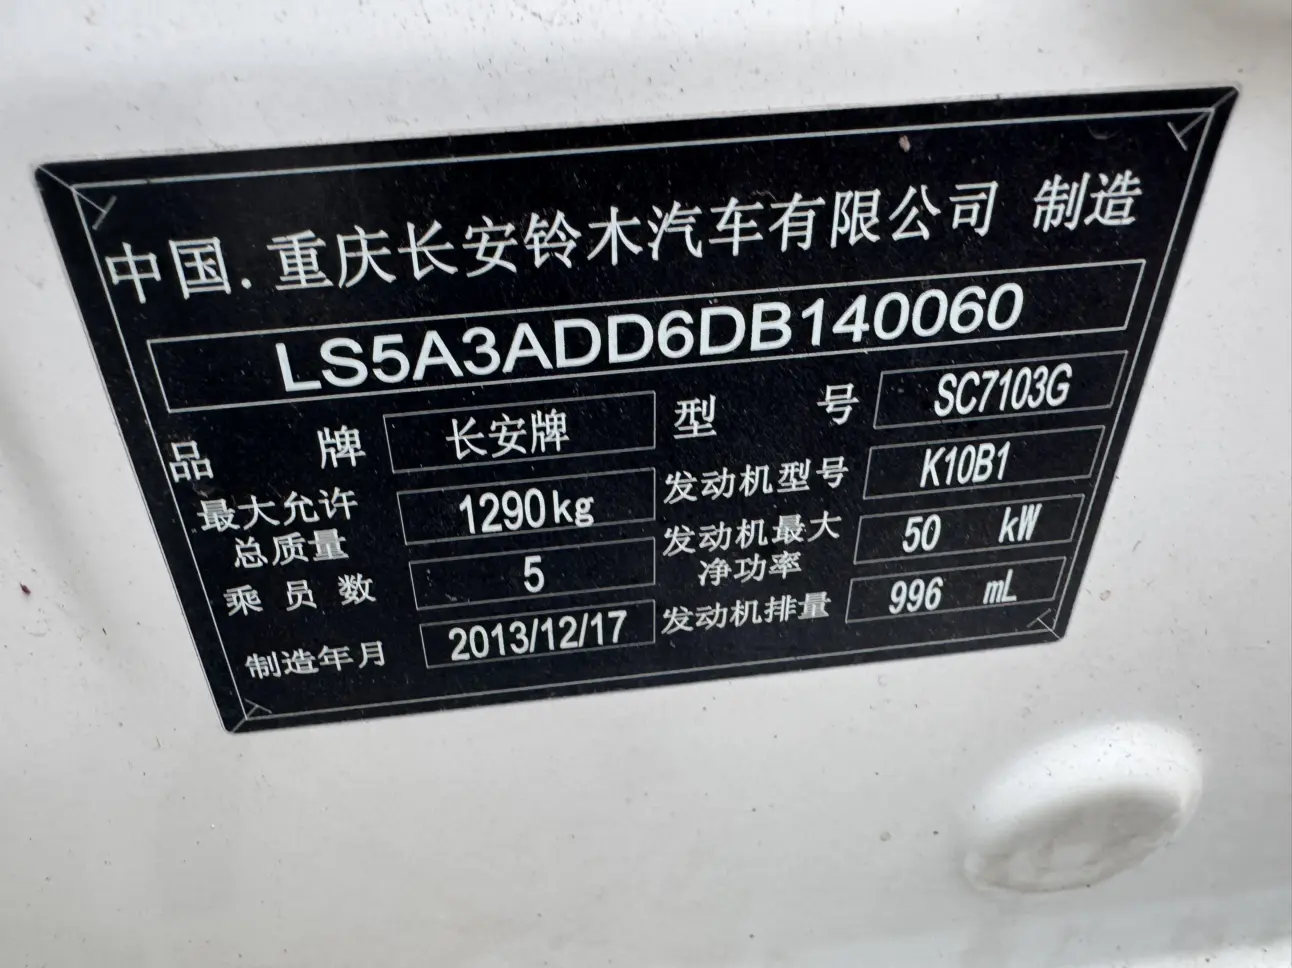 中国.重庆长安铃木汽车有限公司 制造
LS5A3ADD6DB140060
品 牌 长安牌 型 号 SC7103G
最大允许总质量 1290kg 发动机型号 K10B1
乘员数 5 发动机最大净功率 50 kW
制造年月 2013/12/17 发动机排量 996 mL